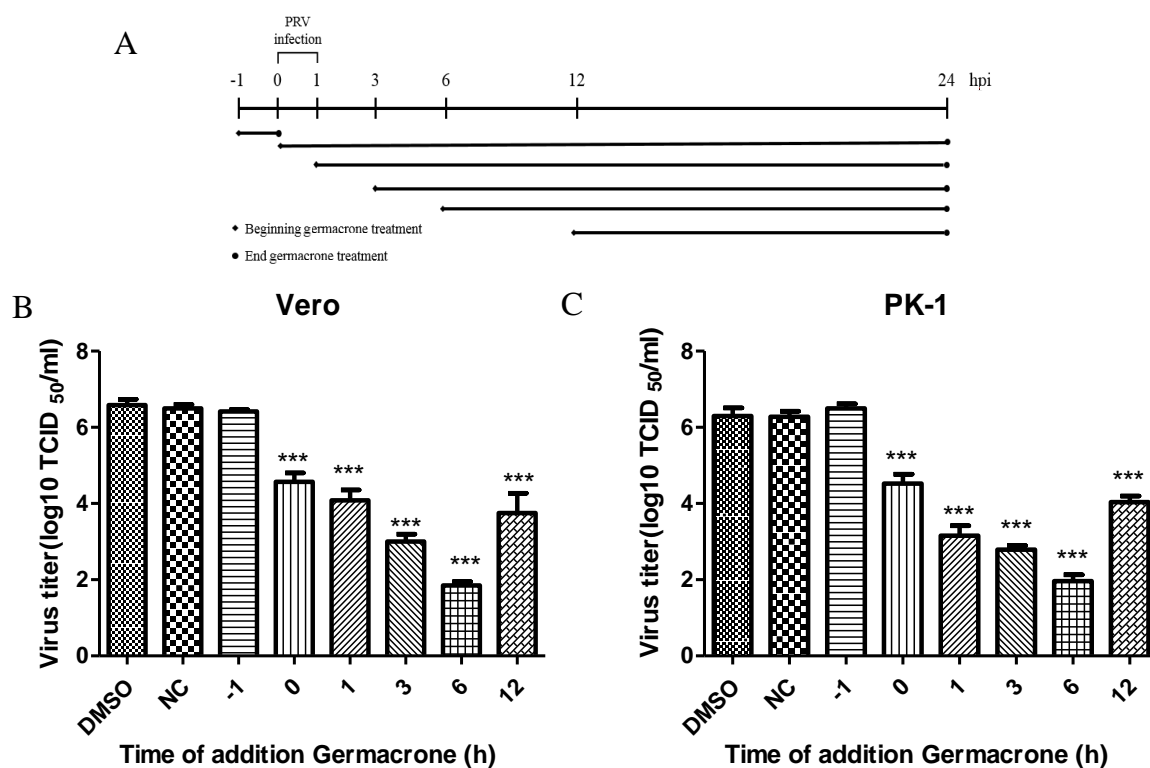 A
PRV
infection
-1 0 1 3 6 12 24 hpi
Beginning germacrone treatment
End germacrone treatment
B
Vero
Virus titer(log10 TCID 50/ml)
8
6
4
2
0
*** *** *** *** ***
DMSO NC -1 0 1 3 6 12
Time of addition Germacrone (h)
C
PK-1
Virus titer(log10 TCID 50/ml)
8
6
4
2
0
*** *** *** *** ***
DMSO NC -1 0 1 3 6 12
Time of addition Germacrone (h)